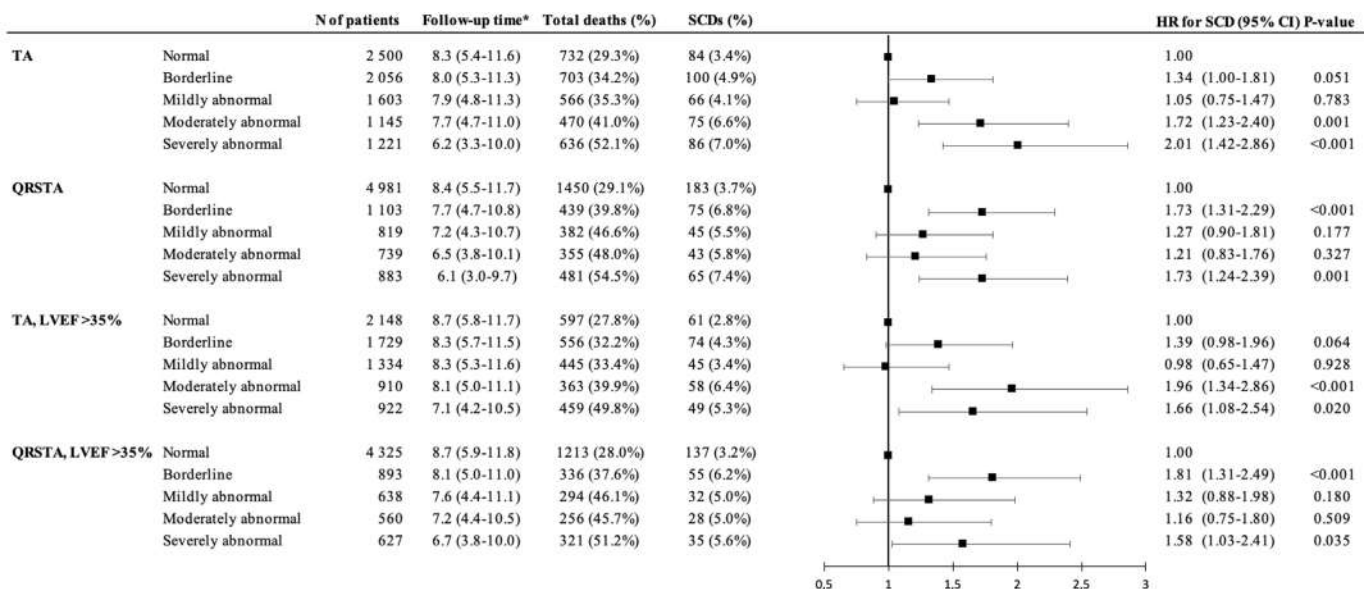 N of patients Follow-up time* Total deaths (%) SCDs (%) HR for SCD (95% CI) P-value
TA Normal 2 500 8.3 (5.4-11.6) 732 (29.3%) 84 (3.4%) 1.00
Borderline 2 056 8.0 (5.3-11.3) 703 (34.2%) 100 (4.9%) 1.34 (1.00-1.81) 0.051
Mildly abnormal 1 603 7.9 (4.8-11.3) 566 (35.3%) 66 (4.1%) 1.05 (0.75-1.47) 0.783
Moderately abnormal 1 145 7.7 (4.7-11.0) 470 (41.0%) 75 (6.6%) 1.72 (1.23-2.40) 0.001
Severely abnormal 1 221 6.2 (3.3-10.0) 636 (52.1%) 86 (7.0%) 2.01 (1.42-2.86) <0.001
QRSTA Normal 4 981 8.4 (5.5-11.7) 1450 (29.1%) 183 (3.7%) 1.00
Borderline 1 103 7.7 (4.7-10.8) 439 (39.8%) 75 (6.8%) 1.73 (1.31-2.29) <0.001
Mildly abnormal 819 7.2 (4.3-10.7) 382 (46.6%) 45 (5.5%) 1.27 (0.90-1.81) 0.177
Moderately abnormal 739 6.5 (3.8-10.1) 355 (48.0%) 43 (5.8%) 1.21 (0.83-1.76) 0.327
Severely abnormal 883 6.1 (3.0-9.7) 481 (54.5%) 65 (7.4%) 1.73 (1.24-2.39) 0.001
TA, LVEF >35% Normal 2 148 8.7 (5.8-11.7) 597 (27.8%) 61 (2.8%) 1.00
Borderline 1 729 8.3 (5.7-11.5) 556 (32.2%) 74 (4.3%) 1.39 (0.98-1.96) 0.064
Mildly abnormal 1 334 8.3 (5.3-11.6) 445 (33.4%) 45 (3.4%) 0.98 (0.65-1.47) 0.928
Moderately abnormal 910 8.1 (5.0-11.1) 363 (39.9%) 58 (6.4%) 1.96 (1.34-2.86) <0.001
Severely abnormal 922 7.1 (4.2-10.5) 459 (49.8%) 49 (5.3%) 1.66 (1.08-2.54) 0.020
QRSTA, LVEF >35% Normal 4 325 8.7 (5.9-11.8) 1213 (28.0%) 137 (3.2%) 1.00
Borderline 893 8.1 (5.0-11.0) 336 (37.6%) 55 (6.2%) 1.81 (1.31-2.49) <0.001
Mildly abnormal 638 7.6 (4.4-11.1) 294 (46.1%) 32 (5.0%) 1.32 (0.88-1.98) 0.180
Moderately abnormal 560 7.2 (4.4-10.5) 256 (45.7%) 28 (5.0%) 1.16 (0.75-1.80) 0.509
Severely abnormal 627 6.7 (3.8-10.0) 321 (51.2%) 35 (5.6%) 1.58 (1.03-2.41) 0.035
0.5 1 1.5 2 2.5 3